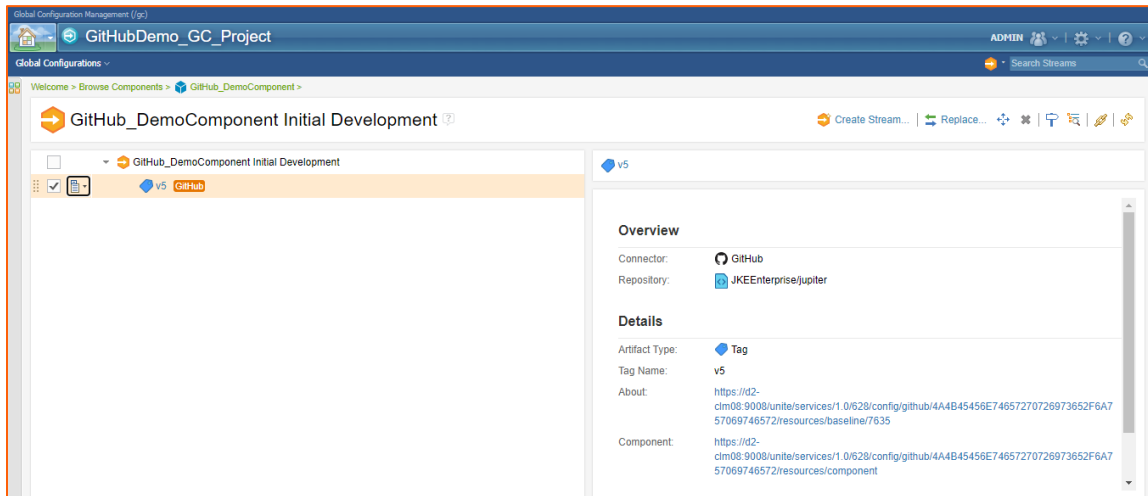 Global Configuration Management (/gc)
GitHubDemo_GC_Project
ADMIN
Global Configurations
Search Streams
Welcome > Browse Components > GitHub_DemoComponent >
GitHub_DemoComponent Initial Development
Create Stream... | Replace...
GitHub_DemoComponent Initial Development
v5 GitHub
v5
Overview
Connector: GitHub
Repository: JKEEnterprise/jupiter
Details
Artifact Type: Tag
Tag Name: v5
About: https://d2-
clm08:9008/unite/services/1.0/628/config/github/4A4B45456E74657270726973652F6A7
57069746572/resources/baseline/7635
Component: https://d2-
clm08:9008/unite/services/1.0/628/config/github/4A4B45456E74657270726973652F6A7
57069746572/resources/component